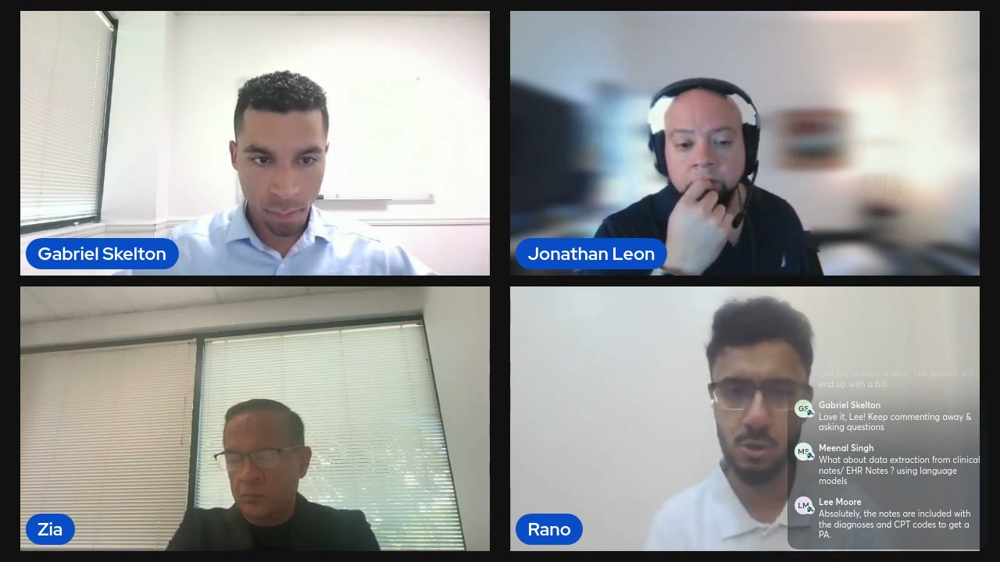 Gabriel Skelton
Jonathan Leon
Zia
Rano
and the patient is seen, The patient will
end up with a bill.
GS
Gabriel Skelton
Love it, Lee! Keep commenting away &
asking questions
MS
Meenal Singh
What about data extraction from clinical
notes/ EHR Notes ? using language
models
LM
Lee Moore
Absolutely, the notes are included with
the diagnoses and CPT codes to get a
PA.